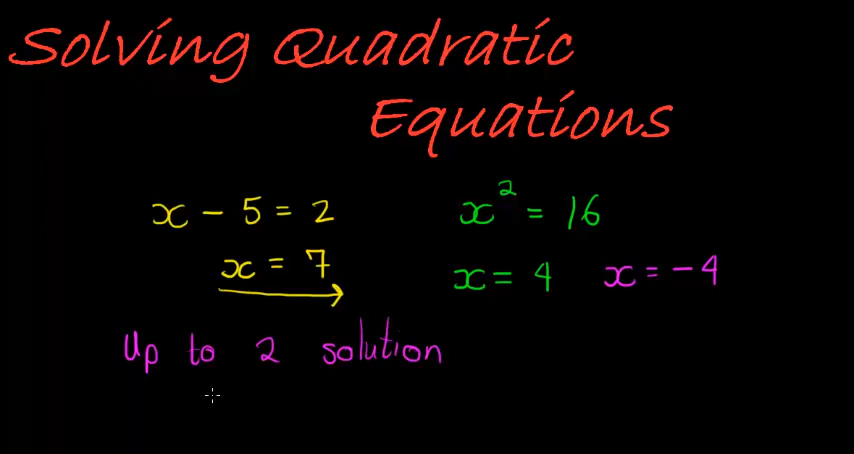 Solving Quadratic
Equations
x - 5 = 2
x = 7
x² = 16
x = 4 x = -4
Up to 2 solution